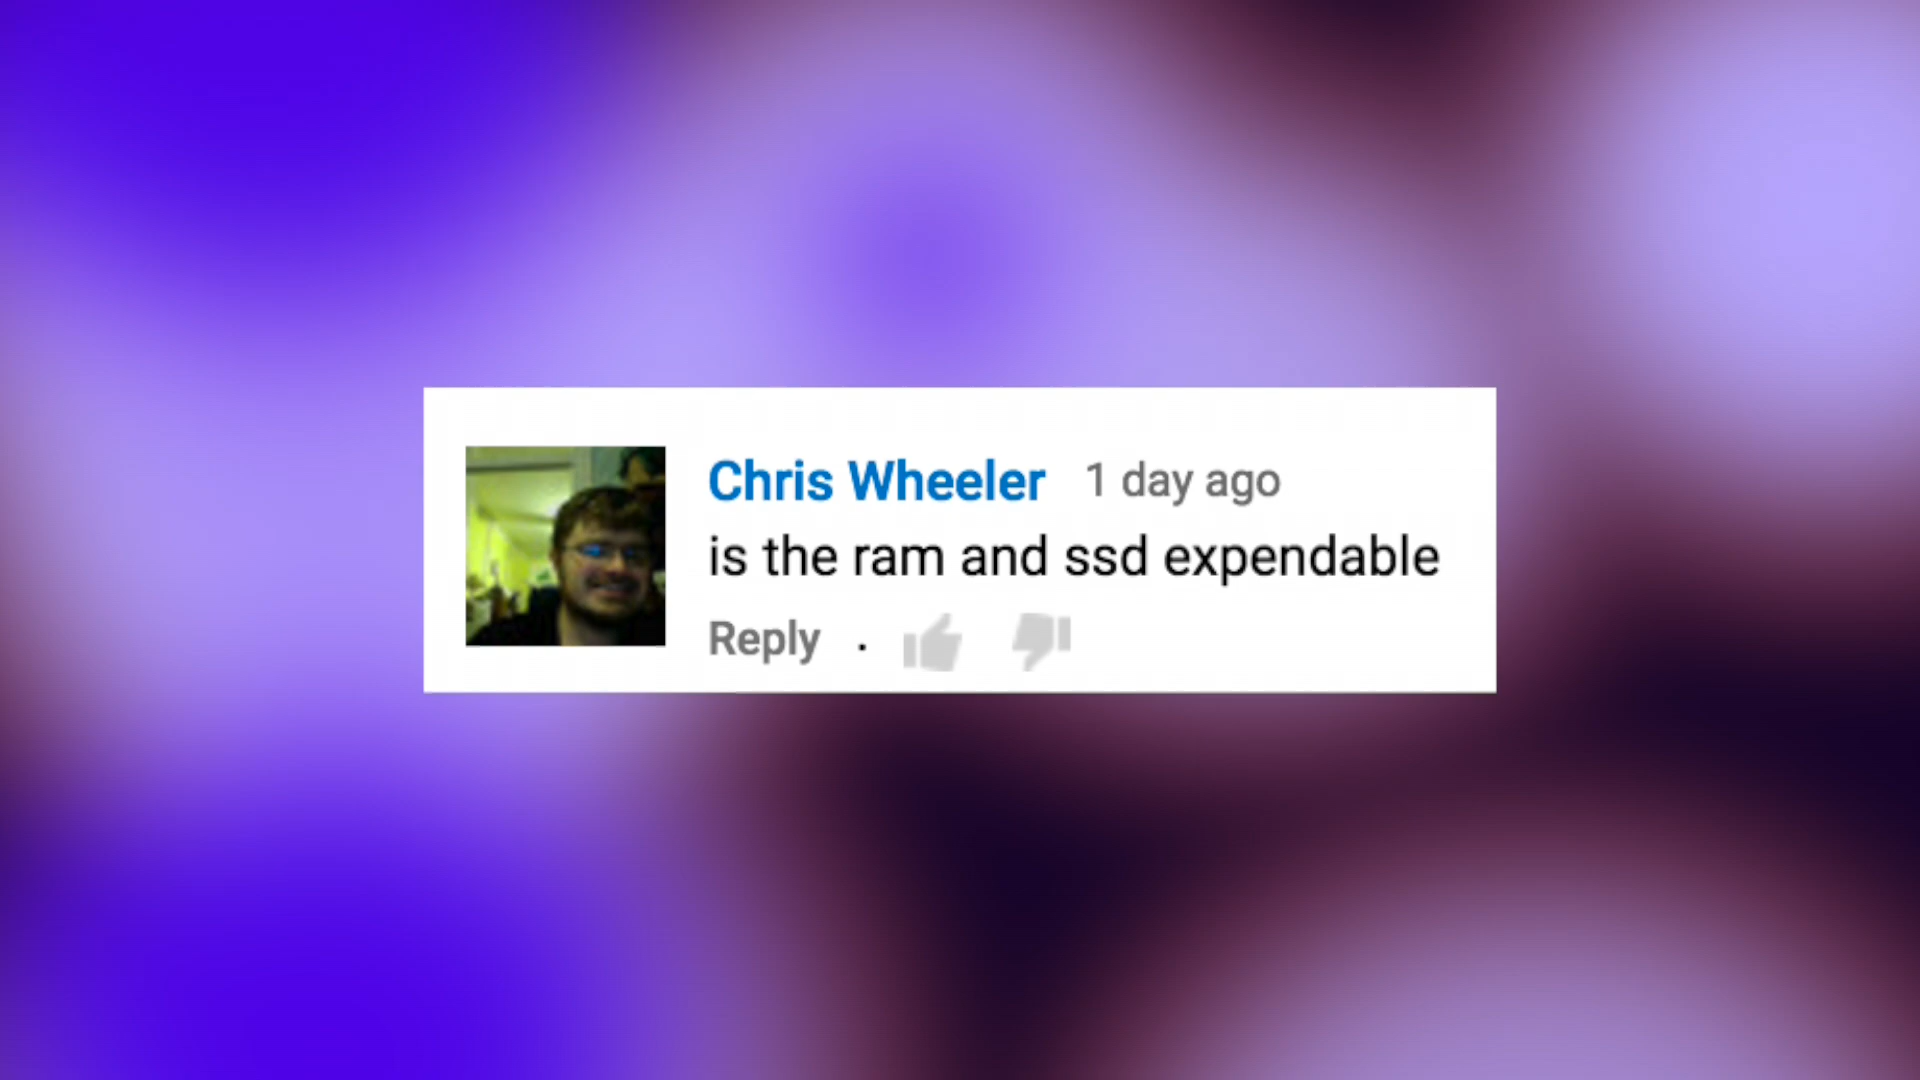 Chris Wheeler 1 day ago
is the ram and ssd expendable
Reply .